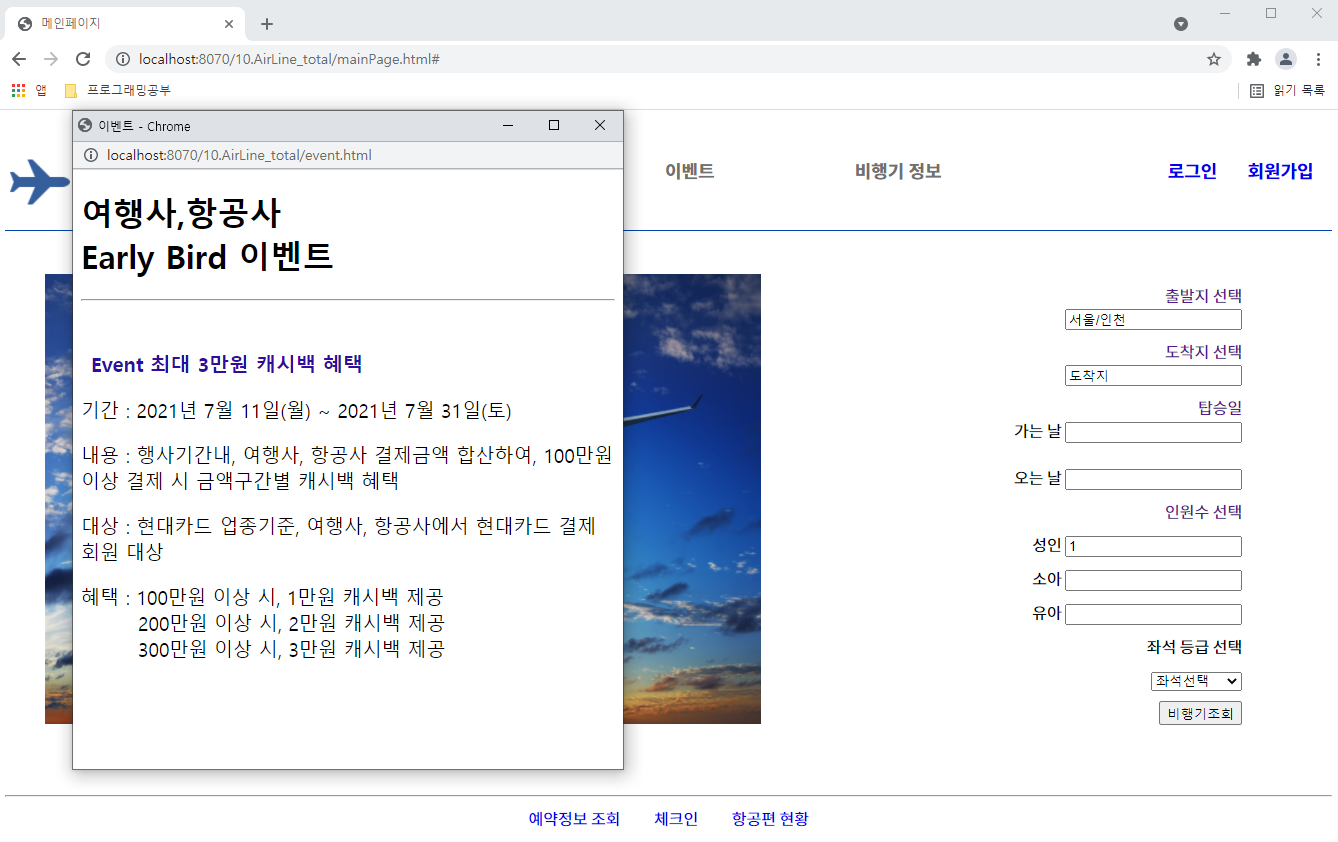 메인페이지
localhost:8070/10.AirLine_total/mainPage.html#
앱 프로그래밍공부 읽기 목록
이벤트 - Chrome
localhost:8070/10.AirLine_total/event.html
여행사,항공사
Early Bird 이벤트
Event 최대 3만원 캐시백 혜택
기간 : 2021년 7월 11일(월) ~ 2021년 7월 31일(토)
내용 : 행사기간내, 여행사, 항공사 결제금액 합산하여, 100만원
이상 결제 시 금액구간별 캐시백 혜택
대상 : 현대카드 업종기준, 여행사, 항공사에서 현대카드 결제
회원 대상
혜택 : 100만원 이상 시, 1만원 캐시백 제공
200만원 이상 시, 2만원 캐시백 제공
300만원 이상 시, 3만원 캐시백 제공
이벤트 비행기 정보 로그인 회원가입
출발지 선택
서울/인천
도착지 선택
도착지
탑승일
가는 날
오는 날
인원수 선택
성인 1
소아
유아
좌석 등급 선택
좌석선택
비행기조회
예약정보 조회 체크인 항공편 현황